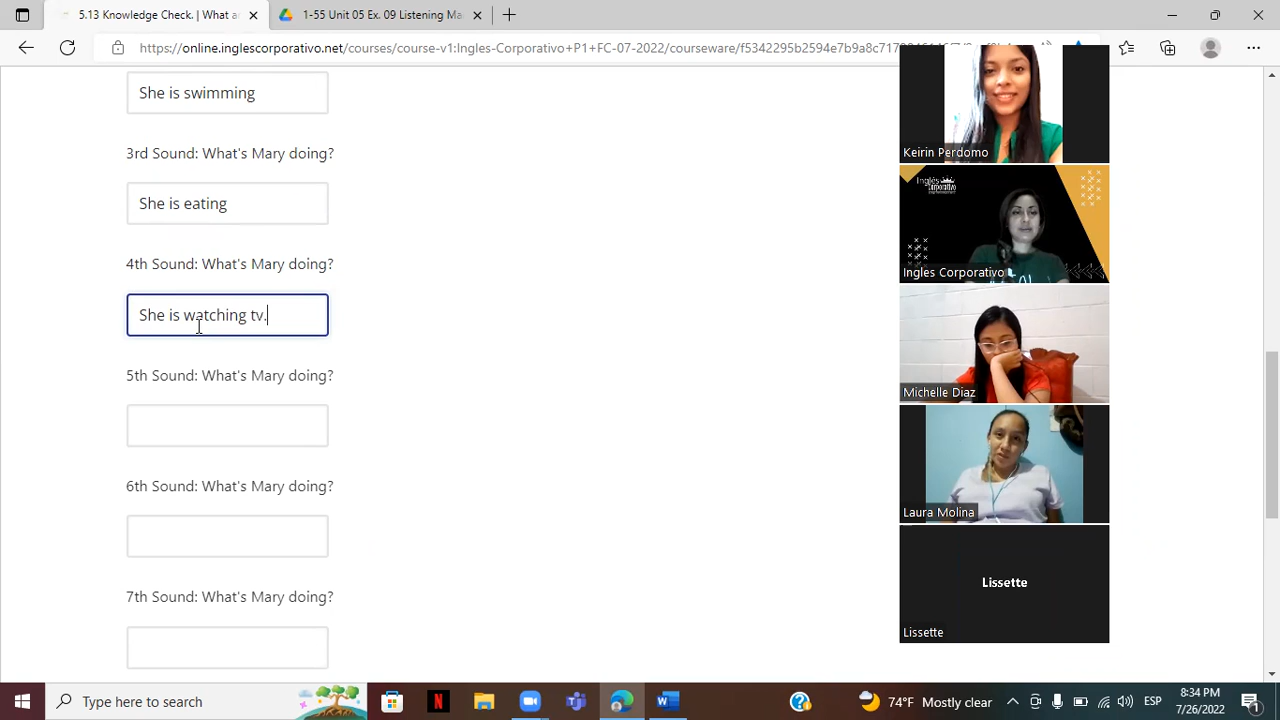 5.13 Knowledge Check. | What's
1-55 Unit 05 Ex. 09 Listening Ma
https://online.inglescorporativo.net/courses/course-v1:Ingles-Corporativo+P1+FC-07-2022/courseware/
She is swimming
3rd Sound: What's Mary doing?
She is eating
4th Sound: What's Mary doing?
She is watching tv.
5th Sound: What's Mary doing?
6th Sound: What's Mary doing?
7th Sound: What's Mary doing?
Keirin Perdomo
Inglés
Corporativo
Ingles Corporativo
Michelle Diaz
Laura Molina
Lissette
Lissette
Type here to search
74°F Mostly clear
ESP
8:34 PM
7/26/2022
1